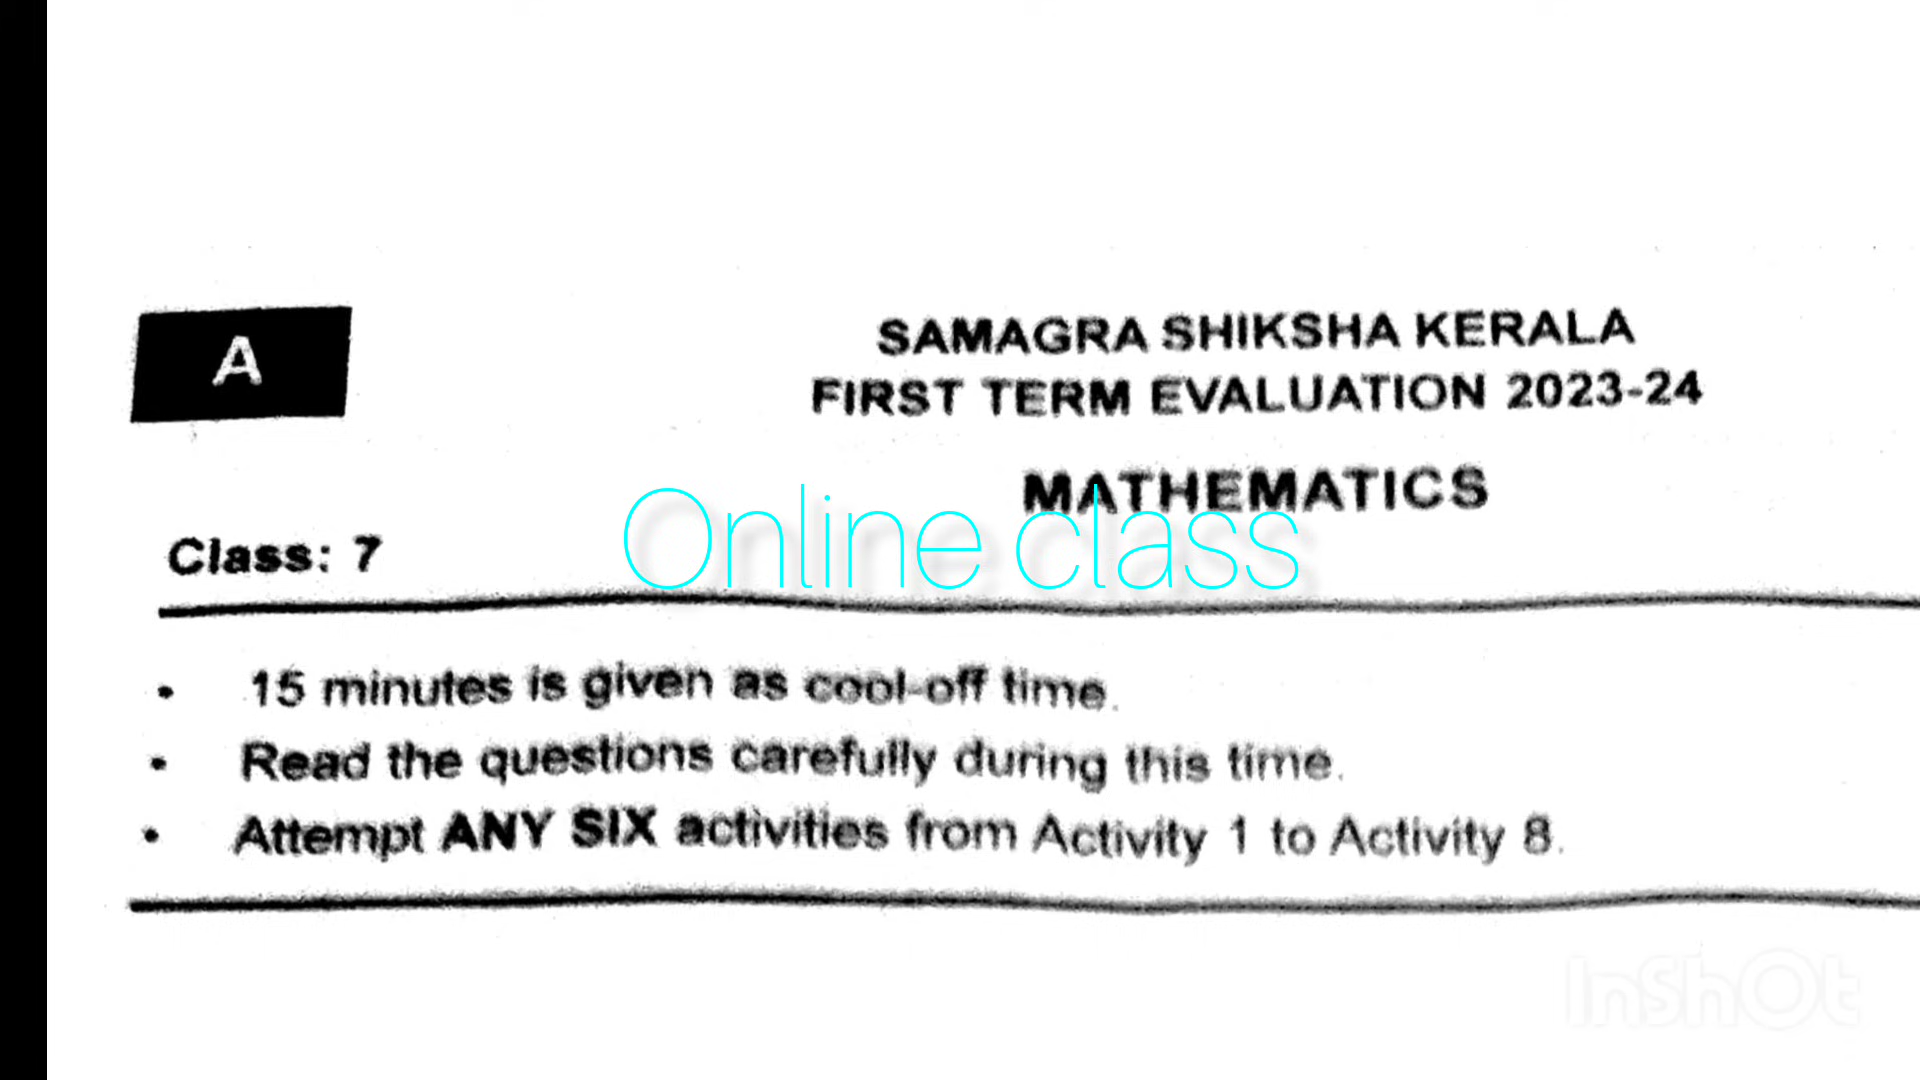 A
SAMAGRA SHIKSHA KERALA
FIRST TERM EVALUATION 2023-24
MATHEMATICS
Online class
Class: 7
• 15 minutes is given as cool-off time.
• Read the questions carefully during this time.
• Attempt ANY SIX activities from Activity 1 to Activity 8.
InShOt